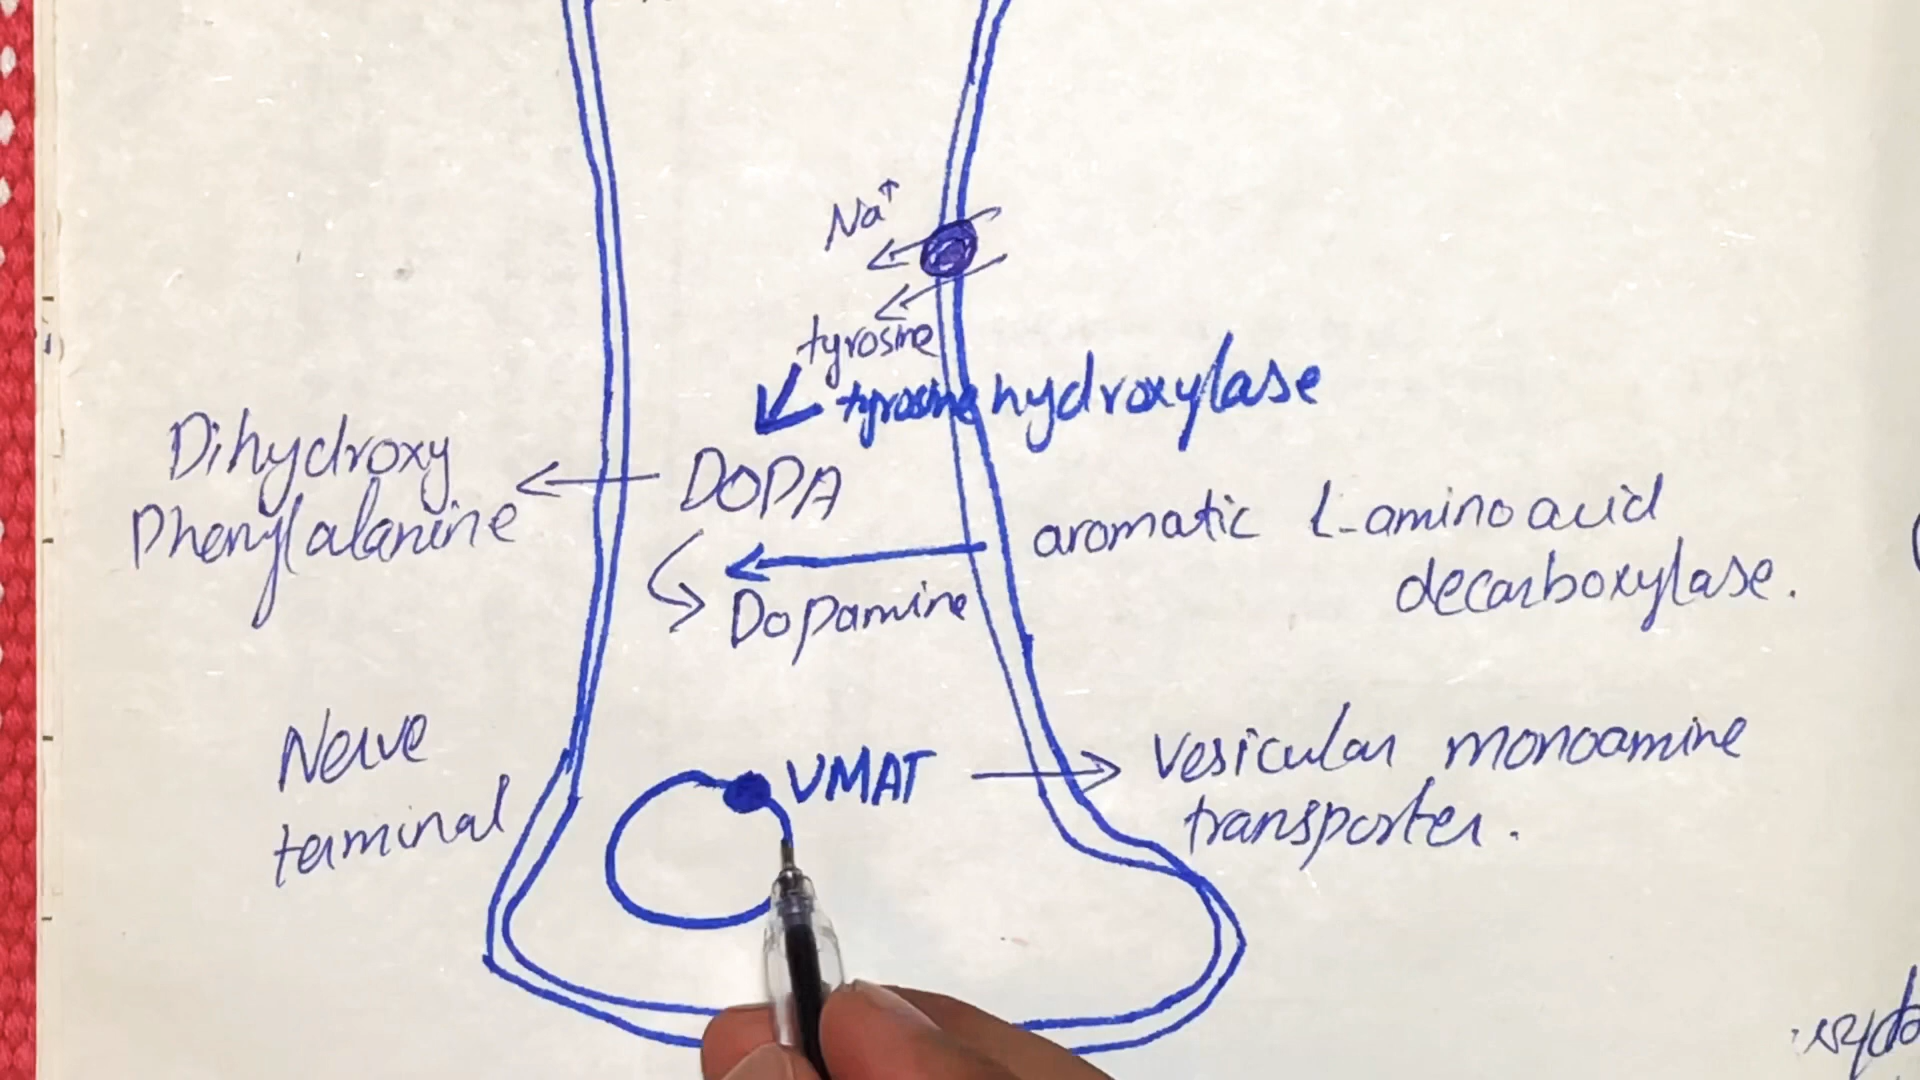 Na+
tyrosine
tyrosine hydroxylase
Dihydroxy
Phenylalanine
DOPA
aromatic L-amino acid
decarboxylase.
Dopamine
Nerve
terminal
VMAT
Vesicular monoamine
transporter.